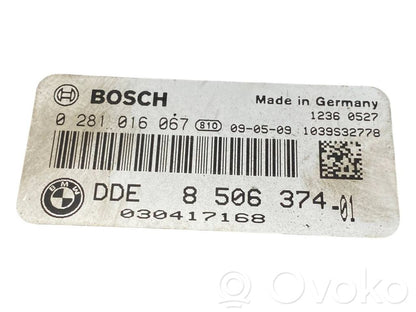 BOSCH
Made in Germany
1236 0527
0 281 016 067 810 09-05-09 1039S32778
BMW
DDE 8 506 374-01
030417168
OVOKO